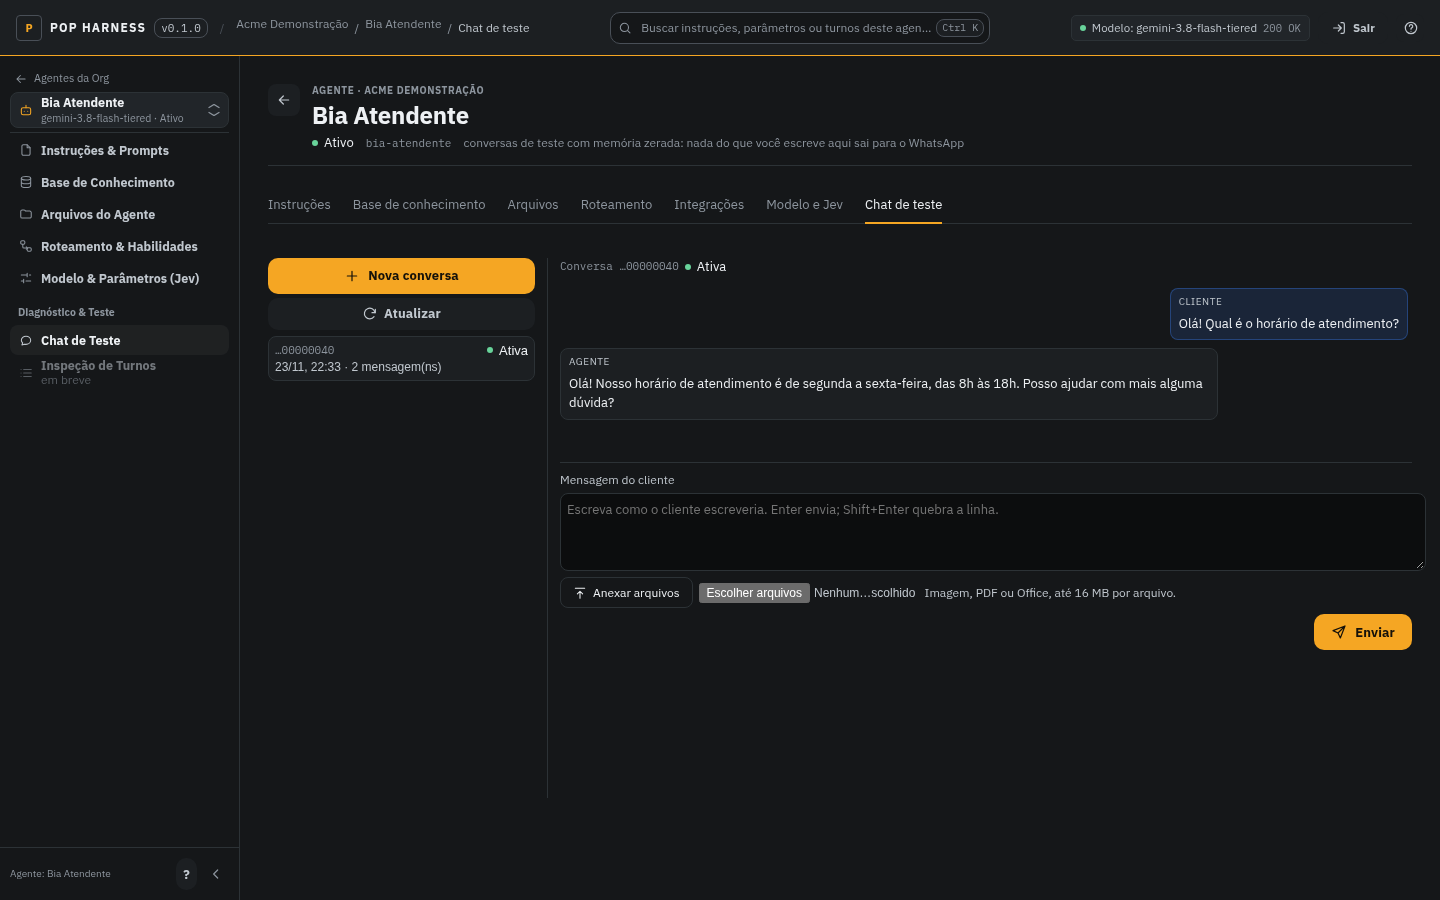 P POP HARNESS v0.1.0 / Acme Demonstração / Bia Atendente / Chat de teste
Buscar instruções, parâmetros ou turnos deste agen... Ctrl K
Modelo: gemini-3.8-flash-tiered 200 OK
Sair
Agentes da Org
Bia Atendente
gemini-3.8-flash-tiered · Ativo
Instruções & Prompts
Base de Conhecimento
Arquivos do Agente
Roteamento & Habilidades
Modelo & Parâmetros (Jev)
Diagnóstico & Teste
Chat de Teste
Inspeção de Turnos
em breve
Agente: Bia Atendente
?
AGENTE · ACME DEMONSTRAÇÃO
Bia Atendente
Ativo bia-atendente conversas de teste com memória zerada: nada do que você escreve aqui sai para o WhatsApp
Instruções Base de conhecimento Arquivos Roteamento Integrações Modelo e Jev Chat de teste
Nova conversa
Atualizar
…00000040 Ativa
23/11, 22:33 · 2 mensagem(ns)
Conversa …00000040 Ativa
CLIENTE
Olá! Qual é o horário de atendimento?
AGENTE
Olá! Nosso horário de atendimento é de segunda a sexta-feira, das 8h às 18h. Posso ajudar com mais alguma
dúvida?
Mensagem do cliente
Escreva como o cliente escreveria. Enter envia; Shift+Enter quebra a linha.
Anexar arquivos Escolher arquivos Nenhum...scolhido Imagem, PDF ou Office, até 16 MB por arquivo.
Enviar